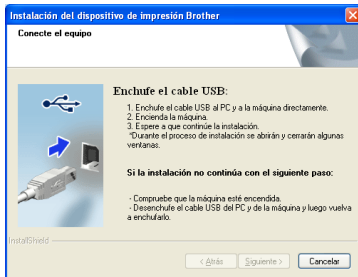 Instalación del dispositivo de impresión Brother
Conecte el equipo
Enchufe el cable USB:
1. Enchufe el cable USB al PC y a la máquina directamente.
2. Encienda la máquina.
3. Espere a que continúe la instalación.
*Durante el proceso de instalación se abrirán y cerrarán algunas
ventanas.
Si la instalación no continúa con el siguiente paso:
- Compruebe que la máquina esté encendida.
- Desenchufe el cable USB del PC y de la máquina y luego vuelva
a enchufarlo.
InstallShield
< Atrás Siguiente > Cancelar